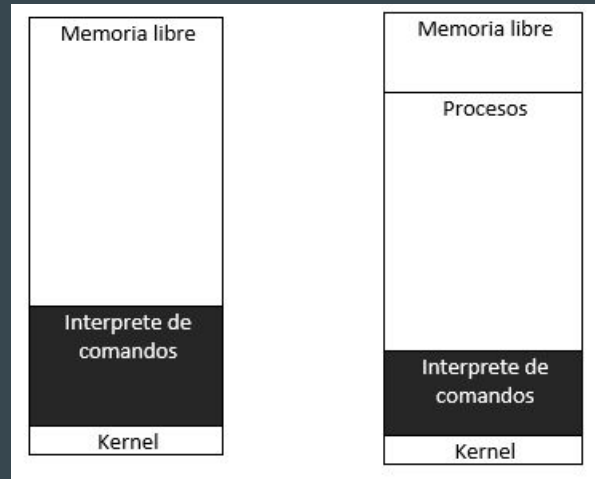 Memoria libre
Interprete de
comandos
Kernel
Memoria libre
Procesos
Interprete de
comandos
Kernel